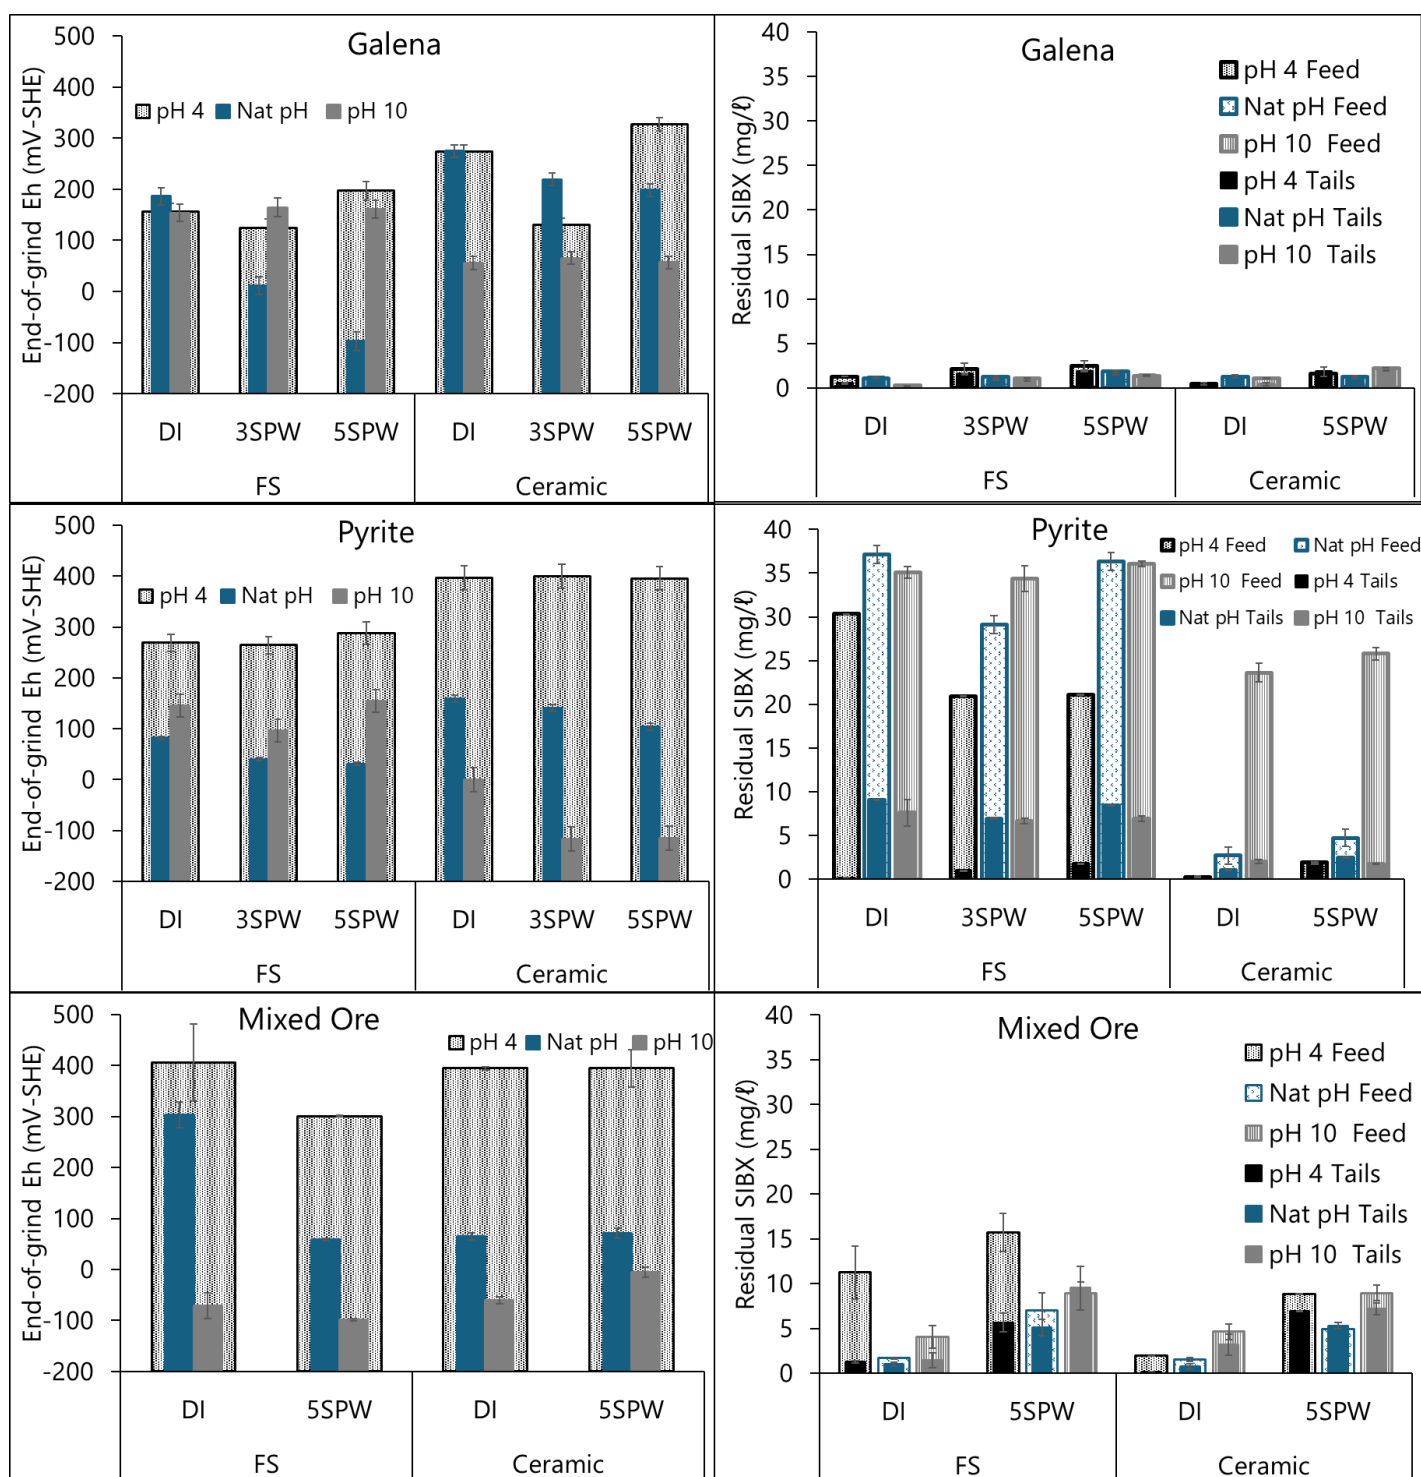 Galena
End-of-grind Eh (mV-SHE)
500
400
300
200
100
0
-100
-200
pH 4 Nat pH pH 10
DI 3SPW 5SPW DI 3SPW 5SPW
FS Ceramic
Galena
Residual SIBX (mg/ℓ)
40
35
30
25
20
15
10
5
0
pH 4 Feed
Nat pH Feed
pH 10 Feed
pH 4 Tails
Nat pH Tails
pH 10 Tails
DI 3SPW 5SPW DI 5SPW
FS Ceramic
Pyrite
End-of-grind Eh (mV-SHE)
500
400
300
200
100
0
-100
-200
pH 4 Nat pH pH 10
DI 3SPW 5SPW DI 3SPW 5SPW
FS Ceramic
Pyrite
Residual SIBX (mg/ℓ)
40
35
30
25
20
15
10
5
0
pH 4 Feed Nat pH Feed
pH 10 Feed pH 4 Tails
Nat pH Tails pH 10 Tails
DI 3SPW 5SPW DI 5SPW
FS Ceramic
Mixed Ore
End-of-grind Eh (mV-SHE)
500
400
300
200
100
0
-100
-200
pH 4 Nat pH pH 10
DI 5SPW DI 5SPW
FS Ceramic
Mixed Ore
Residual SIBX (mg/ℓ)
40
35
30
25
20
15
10
5
0
pH 4 Feed
Nat pH Feed
pH 10 Feed
pH 4 Tails
Nat pH Tails
pH 10 Tails
DI 5SPW DI 5SPW
FS Ceramic